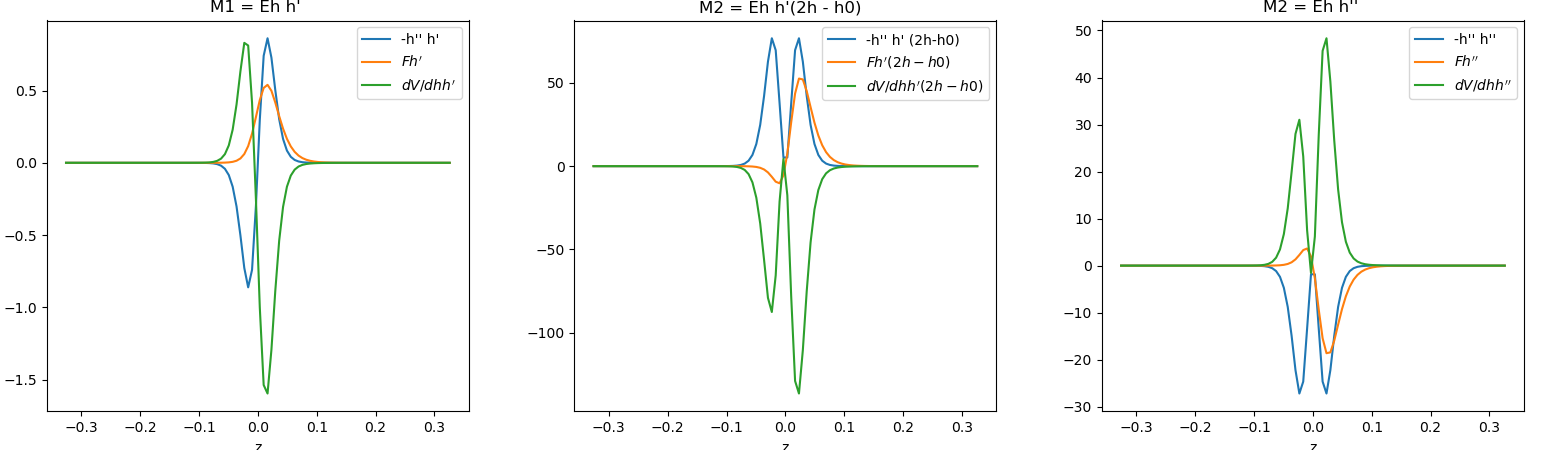 M1 = Eh h'
-h'' h'
Fh′
dV/dhh′
0.5
0.0
−0.5
−1.0
−1.5
−0.3 −0.2 −0.1 0.0 0.1 0.2 0.3
z
M2 = Eh h'(2h - h0)
-h'' h' (2h-h0)
Fh′(2h − h0)
dV/dhh′(2h − h0)
50
0
−50
−100
−0.3 −0.2 −0.1 0.0 0.1 0.2 0.3
z
M2 = Eh h''
-h'' h''
Fh″
dV/dhh″
50
40
30
20
10
0
−10
−20
−30
−0.3 −0.2 −0.1 0.0 0.1 0.2 0.3
z